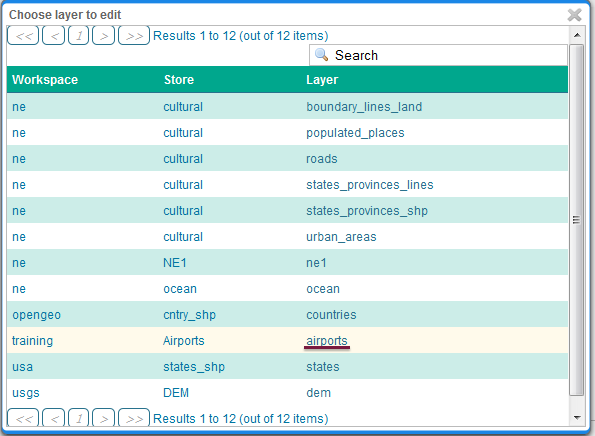 Choose layer to edit
<< < 1 > >> Results 1 to 12 (out of 12 items)
Search
Workspace Store Layer
ne cultural boundary_lines_land
ne cultural populated_places
ne cultural roads
ne cultural states_provinces_lines
ne cultural states_provinces_shp
ne cultural urban_areas
ne NE1 ne1
ne ocean ocean
opengeo cntry_shp countries
training Airports airports
usa states_shp states
usgs DEM dem
<< < 1 > >> Results 1 to 12 (out of 12 items)